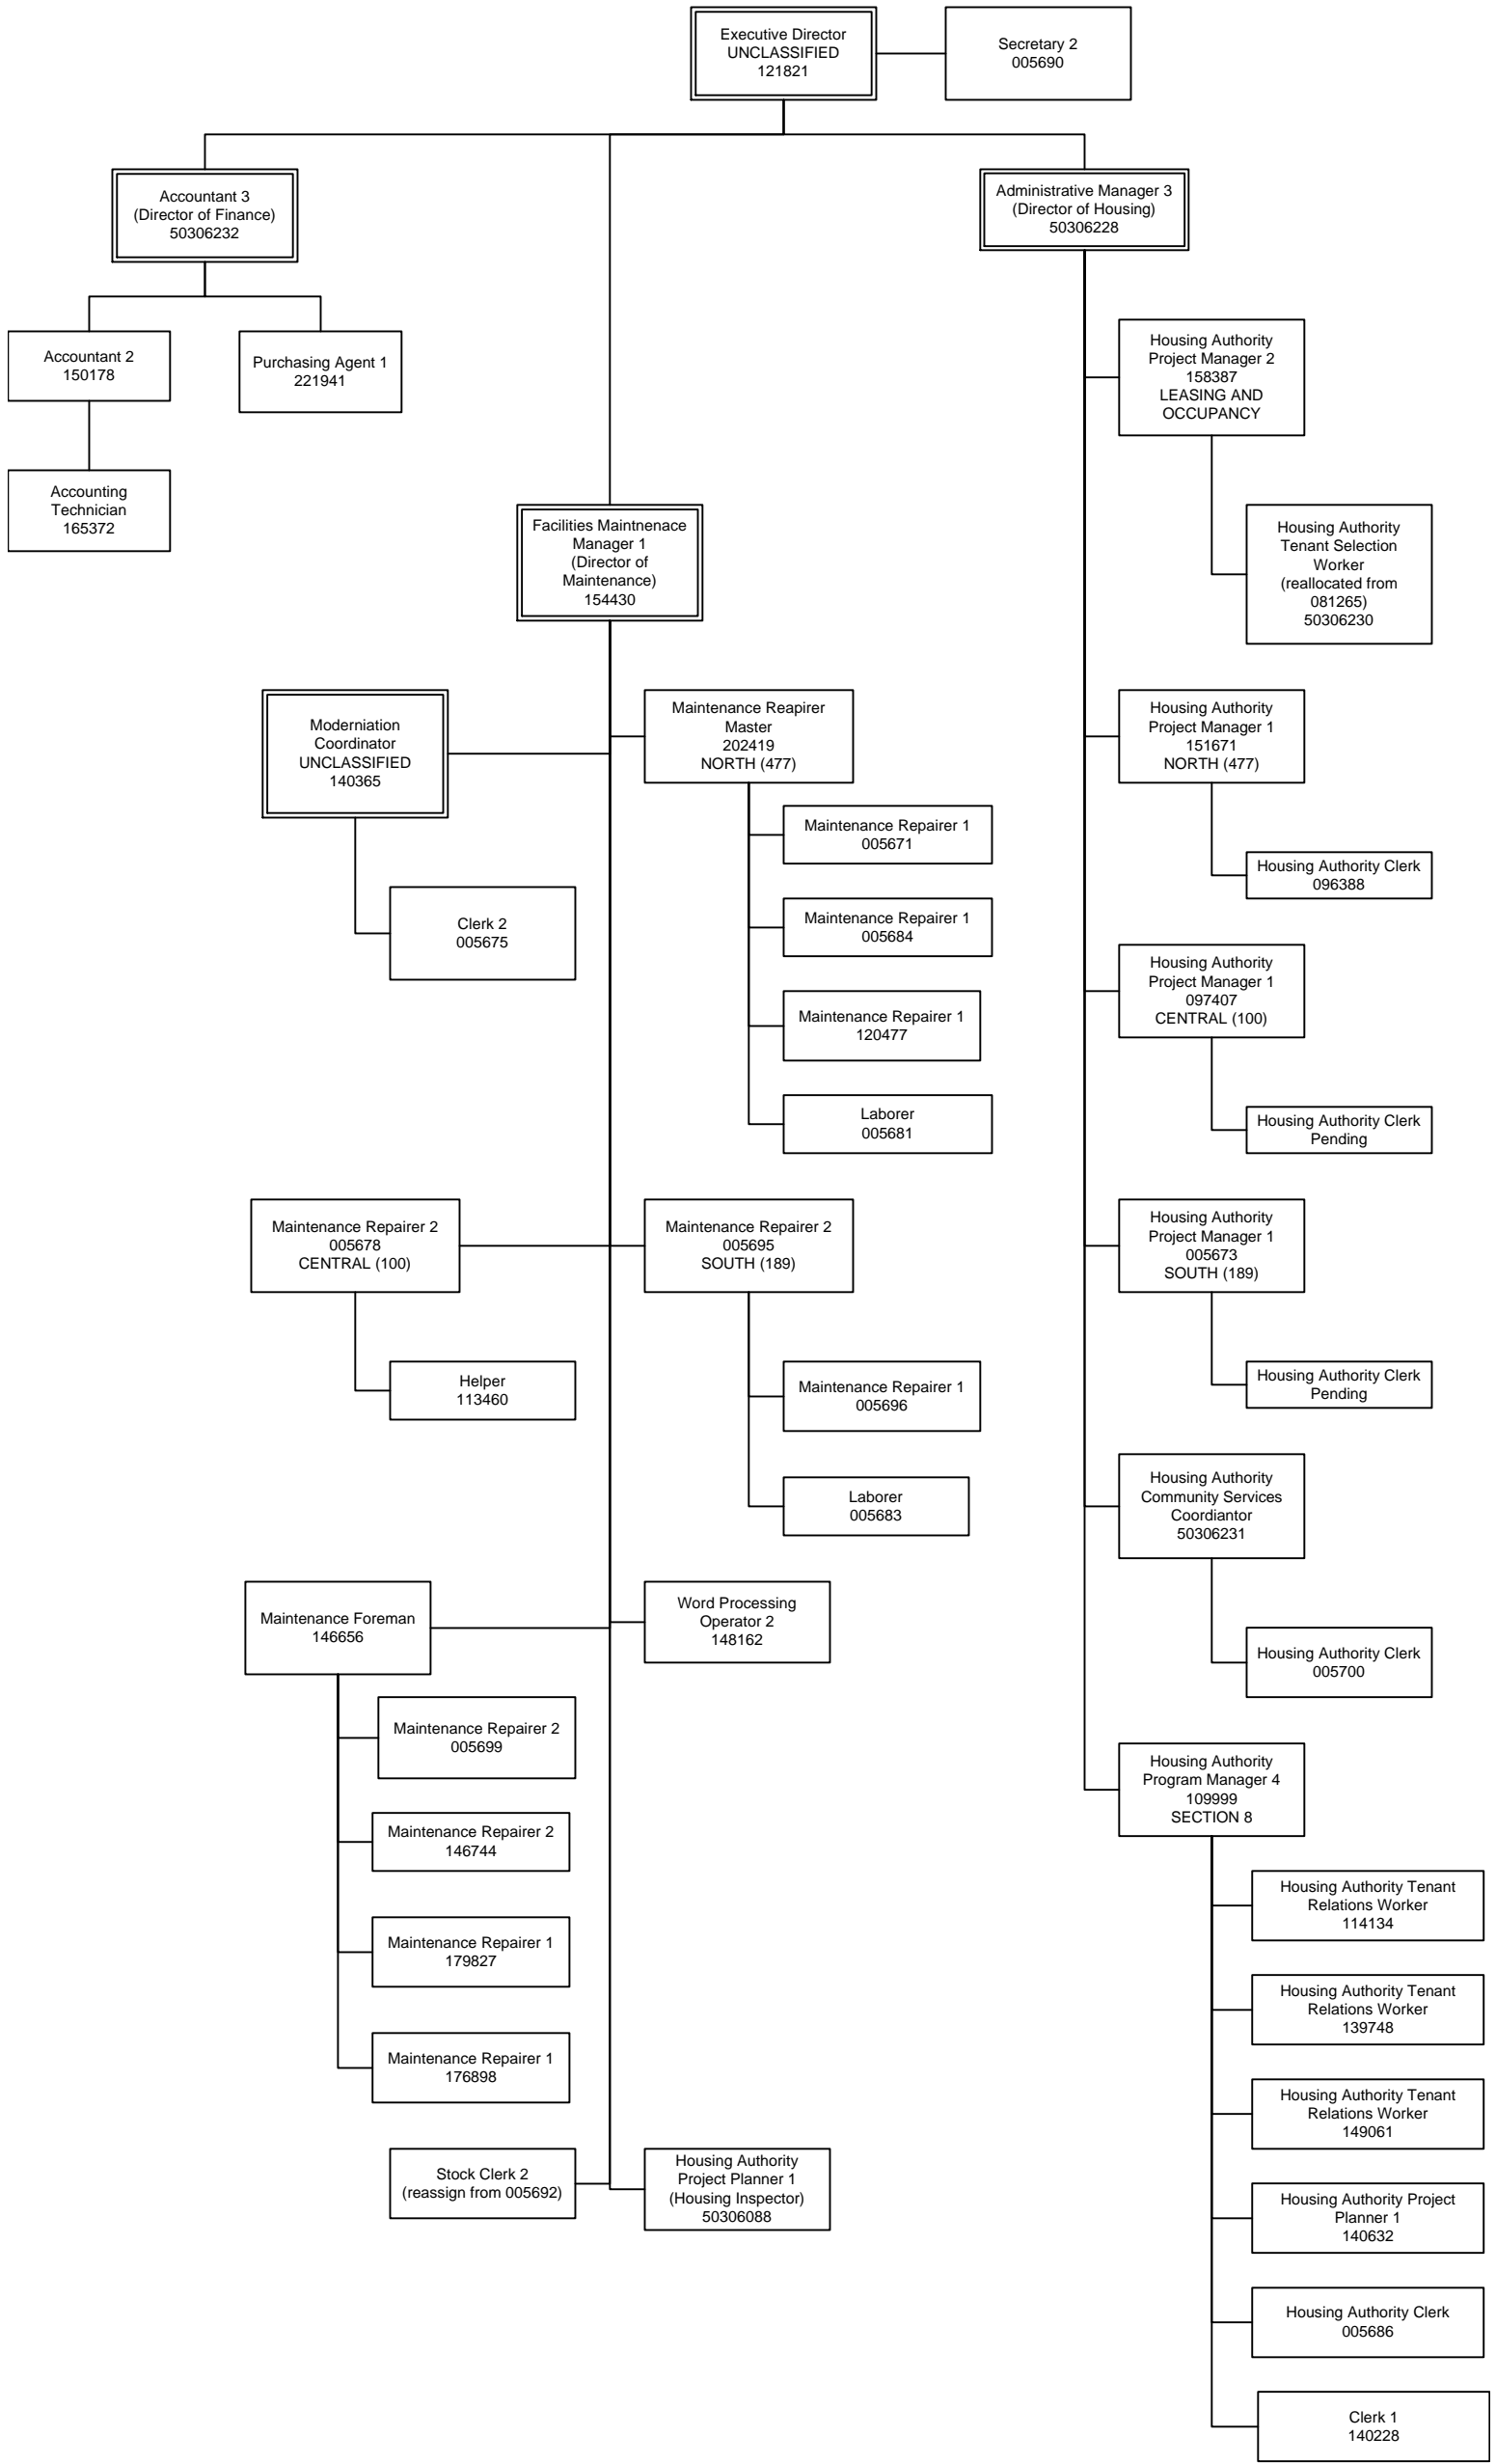 Executive Director
UNCLASSIFIED
121821
Secretary 2
005690
Accountant 3
(Director of Finance)
50306232
Administrative Manager 3
(Director of Housing)
50306228
Accountant 2
150178
Purchasing Agent 1
221941
Accounting
Technician
165372
Facilities Maintnenace
Manager 1
(Director of
Maintenance)
154430
Moderniation
Coordinator
UNCLASSIFIED
140365
Clerk 2
005675
Maintenance Reapirer
Master
202419
NORTH (477)
Maintenance Repairer 1
005671
Maintenance Repairer 1
005684
Maintenance Repairer 1
120477
Laborer
005681
Maintenance Repairer 2
005678
CENTRAL (100)
Helper
113460
Maintenance Repairer 2
005695
SOUTH (189)
Maintenance Repairer 1
005696
Laborer
005683
Maintenance Foreman
146656
Maintenance Repairer 2
005699
Maintenance Repairer 2
146744
Maintenance Repairer 1
179827
Maintenance Repairer 1
176898
Word Processing
Operator 2
148162
Stock Clerk 2
(reassign from 005692)
Housing Authority
Project Planner 1
(Housing Inspector)
50306088
Housing Authority
Project Manager 2
158387
LEASING AND
OCCUPANCY
Housing Authority
Tenant Selection
Worker
(reallocated from
081265)
50306230
Housing Authority
Project Manager 1
151671
NORTH (477)
Housing Authority Clerk
096388
Housing Authority
Project Manager 1
097407
CENTRAL (100)
Housing Authority Clerk
Pending
Housing Authority
Project Manager 1
005673
SOUTH (189)
Housing Authority Clerk
Pending
Housing Authority
Community Services
Coordiantor
50306231
Housing Authority Clerk
005700
Housing Authority
Program Manager 4
109999
SECTION 8
Housing Authority Tenant
Relations Worker
114134
Housing Authority Tenant
Relations Worker
139748
Housing Authority Tenant
Relations Worker
149061
Housing Authority Project
Planner 1
140632
Housing Authority Clerk
005686
Clerk 1
140228